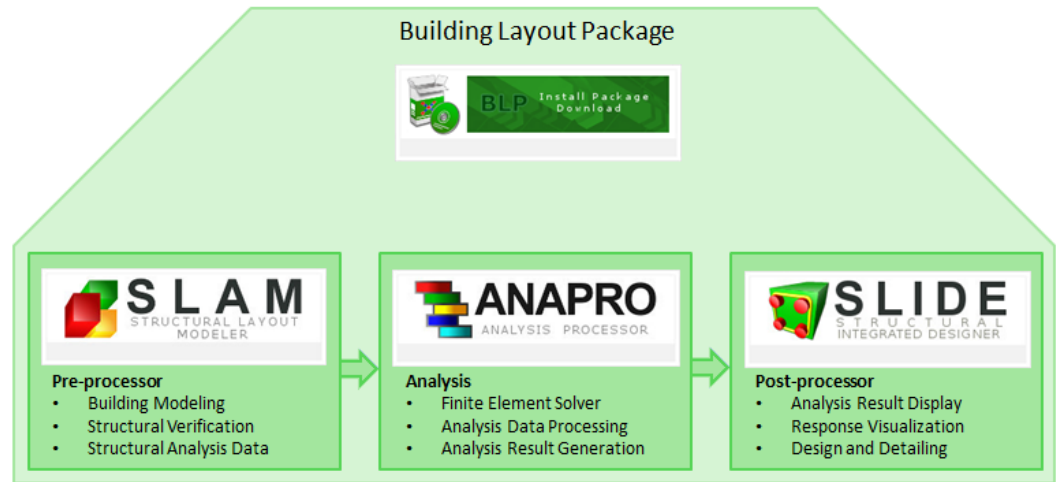 Building Layout Package
BLP
Install Package
Download
SLAM
STRUCTURAL LAYOUT
MODELER
Pre-processor
• Building Modeling
• Structural Verification
• Structural Analysis Data
ANAPRO
ANALYSIS PROCESSOR
Analysis
• Finite Element Solver
• Analysis Data Processing
• Analysis Result Generation
SLIDE
STRUCTURAL
INTEGRATED DESIGNER
Post-processor
• Analysis Result Display
• Response Visualization
• Design and Detailing